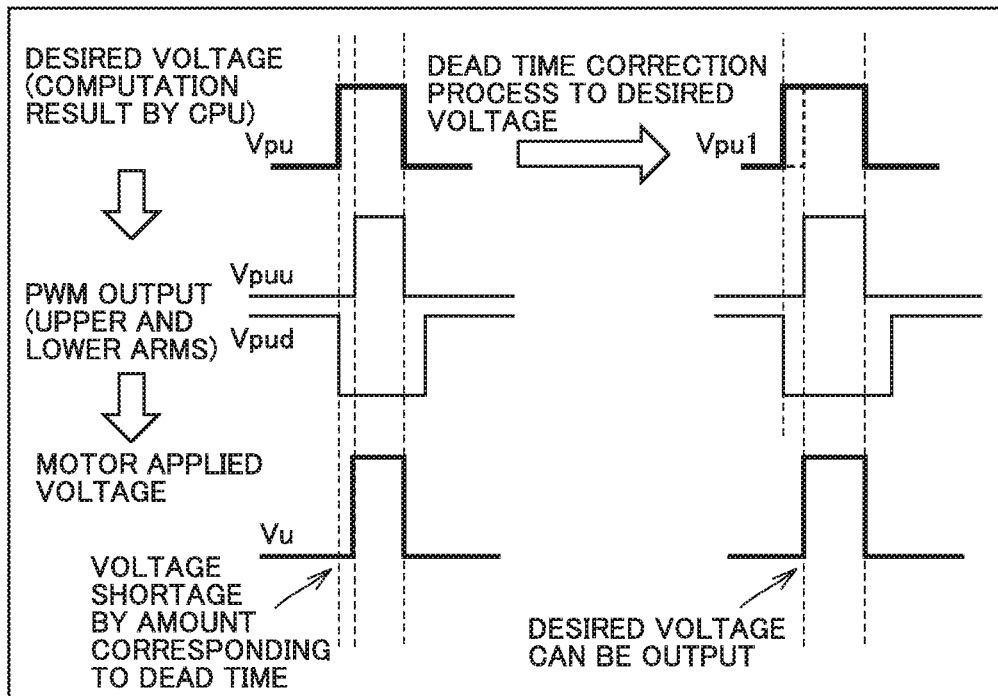 DESIRED VOLTAGE
(COMPUTATION
RESULT BY CPU)
Vpu
DEAD TIME CORRECTION
PROCESS TO DESIRED
VOLTAGE
Vpu1
Vpuu
PWM OUTPUT
(UPPER AND
LOWER ARMS)
Vpud
MOTOR APPLIED
VOLTAGE
Vu
VOLTAGE
SHORTAGE
BY AMOUNT
CORRESPONDING
TO DEAD TIME
DESIRED VOLTAGE
CAN BE OUTPUT